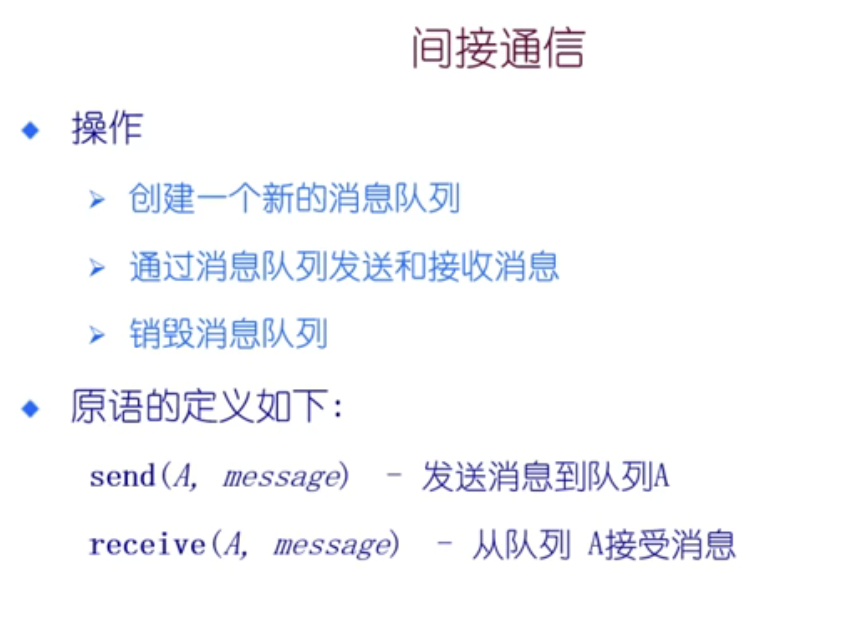 间接通信
操作
创建一个新的消息队列
通过消息队列发送和接收消息
销毁消息队列
原语的定义如下：
send(A, message) - 发送消息到队列A
receive(A, message) - 从队列 A接受消息